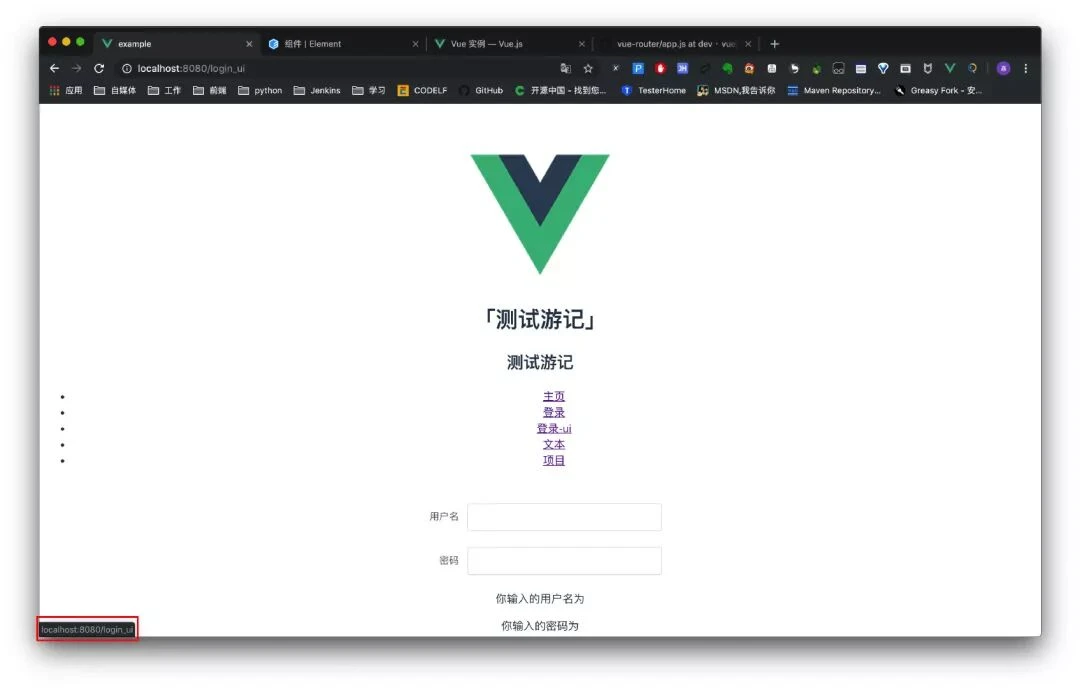 example
组件 | Element
Vue 实例 — Vue.js
vue-router/app.js at dev · vue
localhost:8080/login_ui
应用 自媒体 工作 前端 python Jenkins 学习 CODELF GitHub 开源中国 - 找到您... TesterHome MSDN,我告诉你 Maven Repository... Greasy Fork - 安...
「测试游记」
测试游记
主页
登录
登录-ui
文本
项目
用户名
密码
你输入的用户名为
你输入的密码为
localhost:8080/login_ui